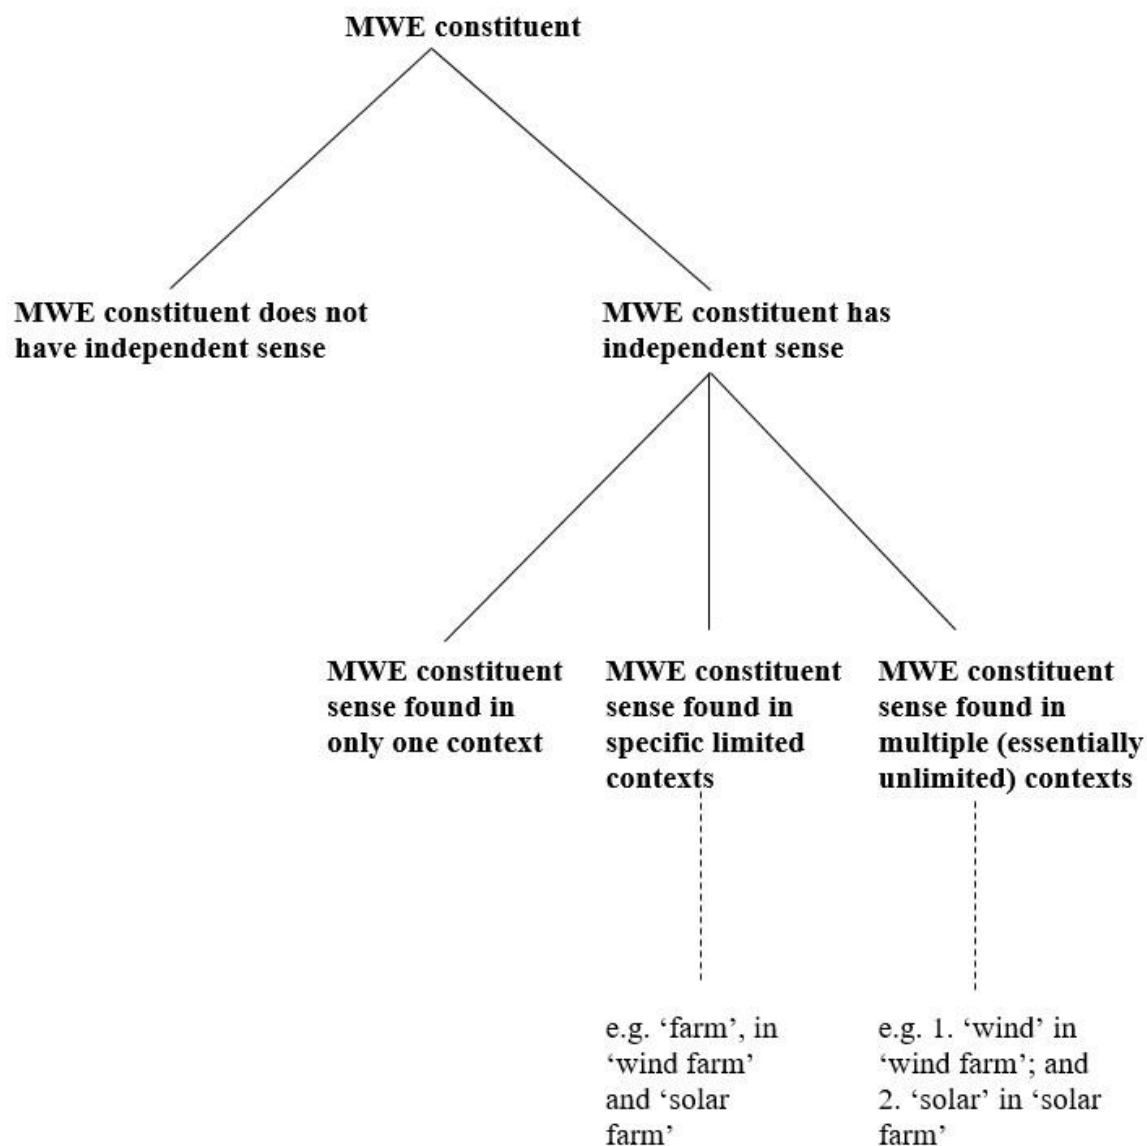 MWE constituent
MWE constituent does not
have independent sense
MWE constituent has
independent sense
MWE constituent
sense found in
only one context
MWE constituent
sense found in
specific limited
contexts
MWE constituent
sense found in
multiple (essentially
unlimited) contexts
e.g. ‘farm’, in
‘wind farm’
and ‘solar
farm’
e.g. 1. ‘wind’ in
‘wind farm’; and
2. ‘solar’ in ‘solar
farm’